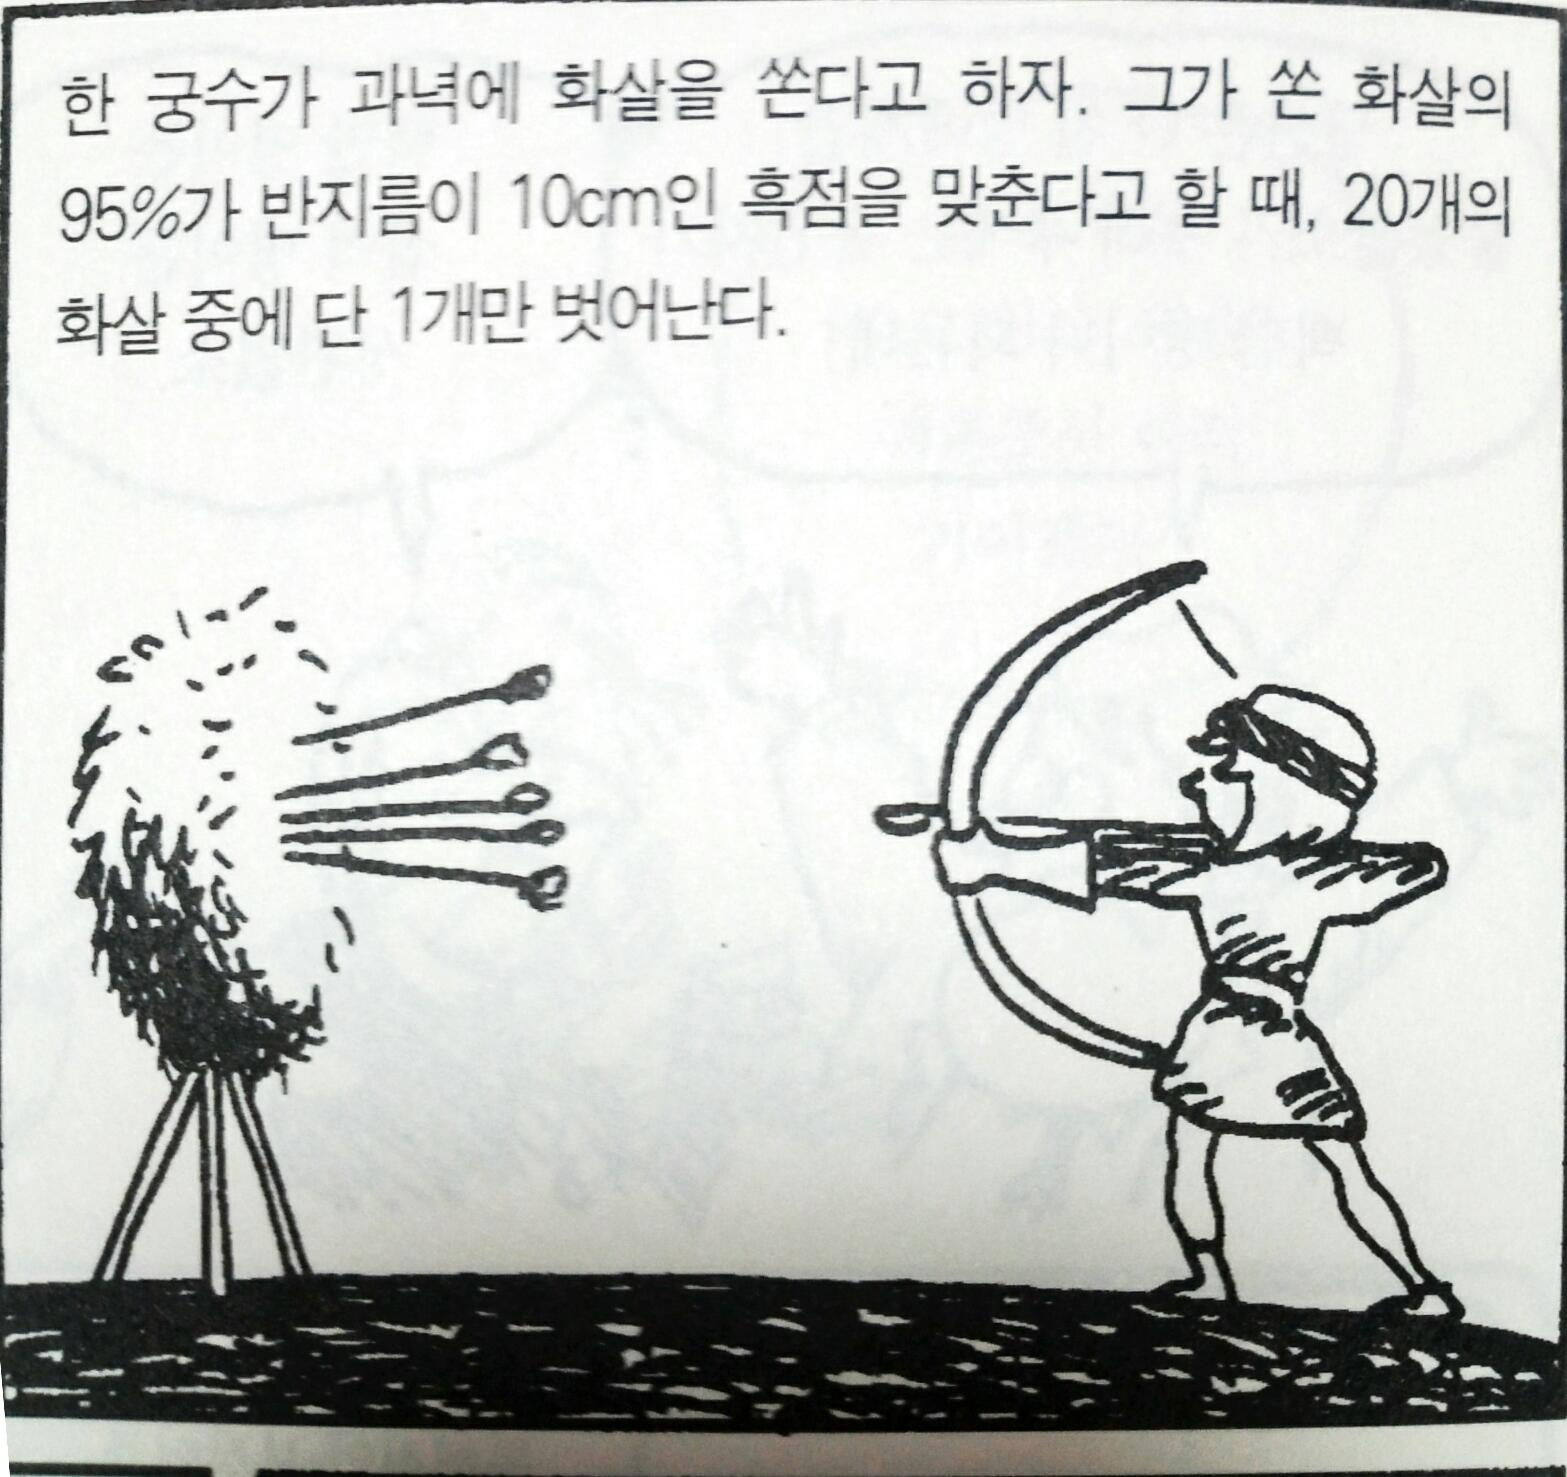 한 궁수가 과녁에 화살을 쏜다고 하자. 그가 쏜 화살의
95%가 반지름이 10cm인 흑점을 맞춘다고 할 때, 20개의
화살 중에 단 1개만 벗어난다.